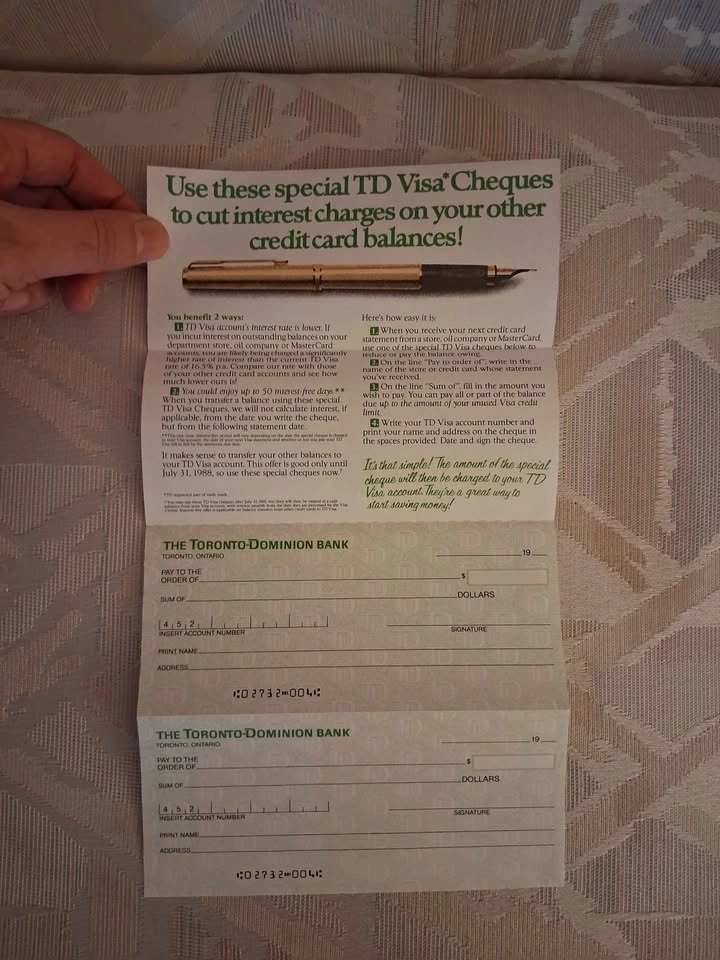 Use these special TD Visa* Cheques
to cut interest charges on your other
credit card balances!
You benefit 2 ways:
1. TD Visa account's interest rate is lower. If
you incur interest on outstanding balances on your
department store, oil company or MasterCard
accounts, you are likely being charged a significantly
higher rate of interest than the current TD Visa
rate of 16.5% p.a. Compare our rate with those
of your other credit card accounts and see how
much lower ours is!
2. You could enjoy up to 50 interest-free days.**
When you transfer a balance using these special
TD Visa Cheques, we will not calculate interest, if
applicable, from the date you write the cheque,
but from the following statement date.
It makes sense to transfer your other balances to
your TD Visa account. This offer is good only until
July 31, 1988, so use these special cheques now.†
Here's how easy it is:
1. When you receive your next credit card
statement from a store, oil company or MasterCard,
use one of the special TD Visa cheques below to
reduce or pay the balance owing.
2. On the line "Pay to order of", write in the
name of the store or credit card whose statement
you've received.
3. On the line "Sum of", fill in the amount you
wish to pay. You can pay all or part of the balance
due up to the amount of your unused Visa credit
limit.
4. Write your TD Visa account number and
print your name and address on the cheque in
the spaces provided. Date and sign the cheque.
It's that simple! The amount of the special
cheque will then be charged to your TD
Visa account. They're a great way to
start saving money!
THE TORONTO-DOMINION BANK
TORONTO, ONTARIO
19
PAY TO THE
ORDER OF $
SUM OF DOLLARS
4 5 2
INSERT ACCOUNT NUMBER SIGNATURE
PRINT NAME
ADDRESS
⑆02732⑉004⑆
THE TORONTO-DOMINION BANK
TORONTO, ONTARIO
19
PAY TO THE
ORDER OF $
SUM OF DOLLARS
4 5 2
INSERT ACCOUNT NUMBER SIGNATURE
PRINT NAME
ADDRESS
⑆02732⑉004⑆